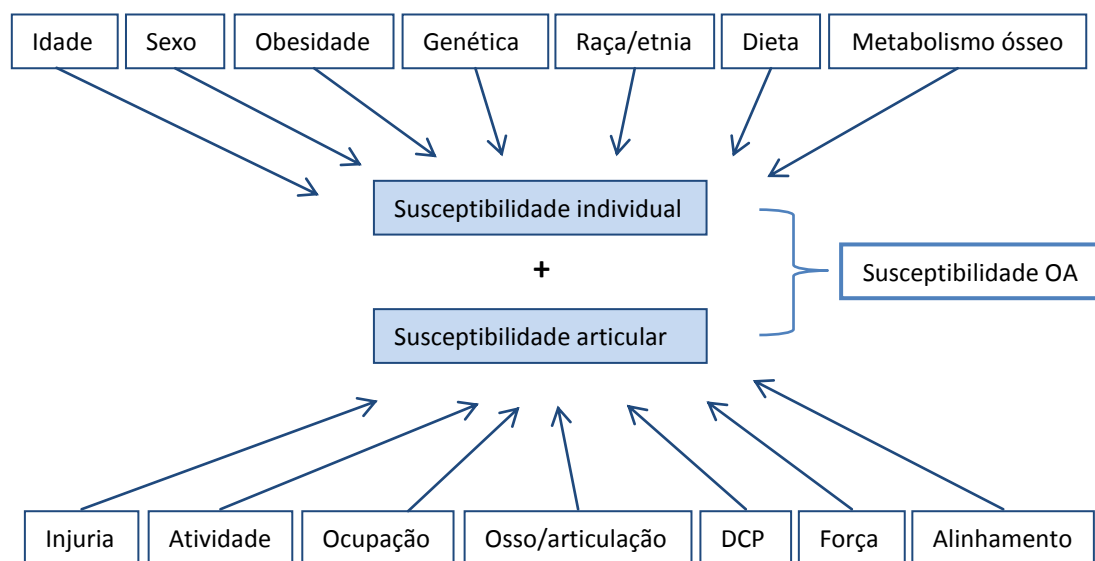 Idade
Sexo
Obesidade
Genética
Raça/etnia
Dieta
Metabolismo ósseo
Susceptibilidade individual
+
Susceptibilidade OA
Susceptibilidade articular
Injuria
Atividade
Ocupação
Osso/articulação
DCP
Força
Alinhamento